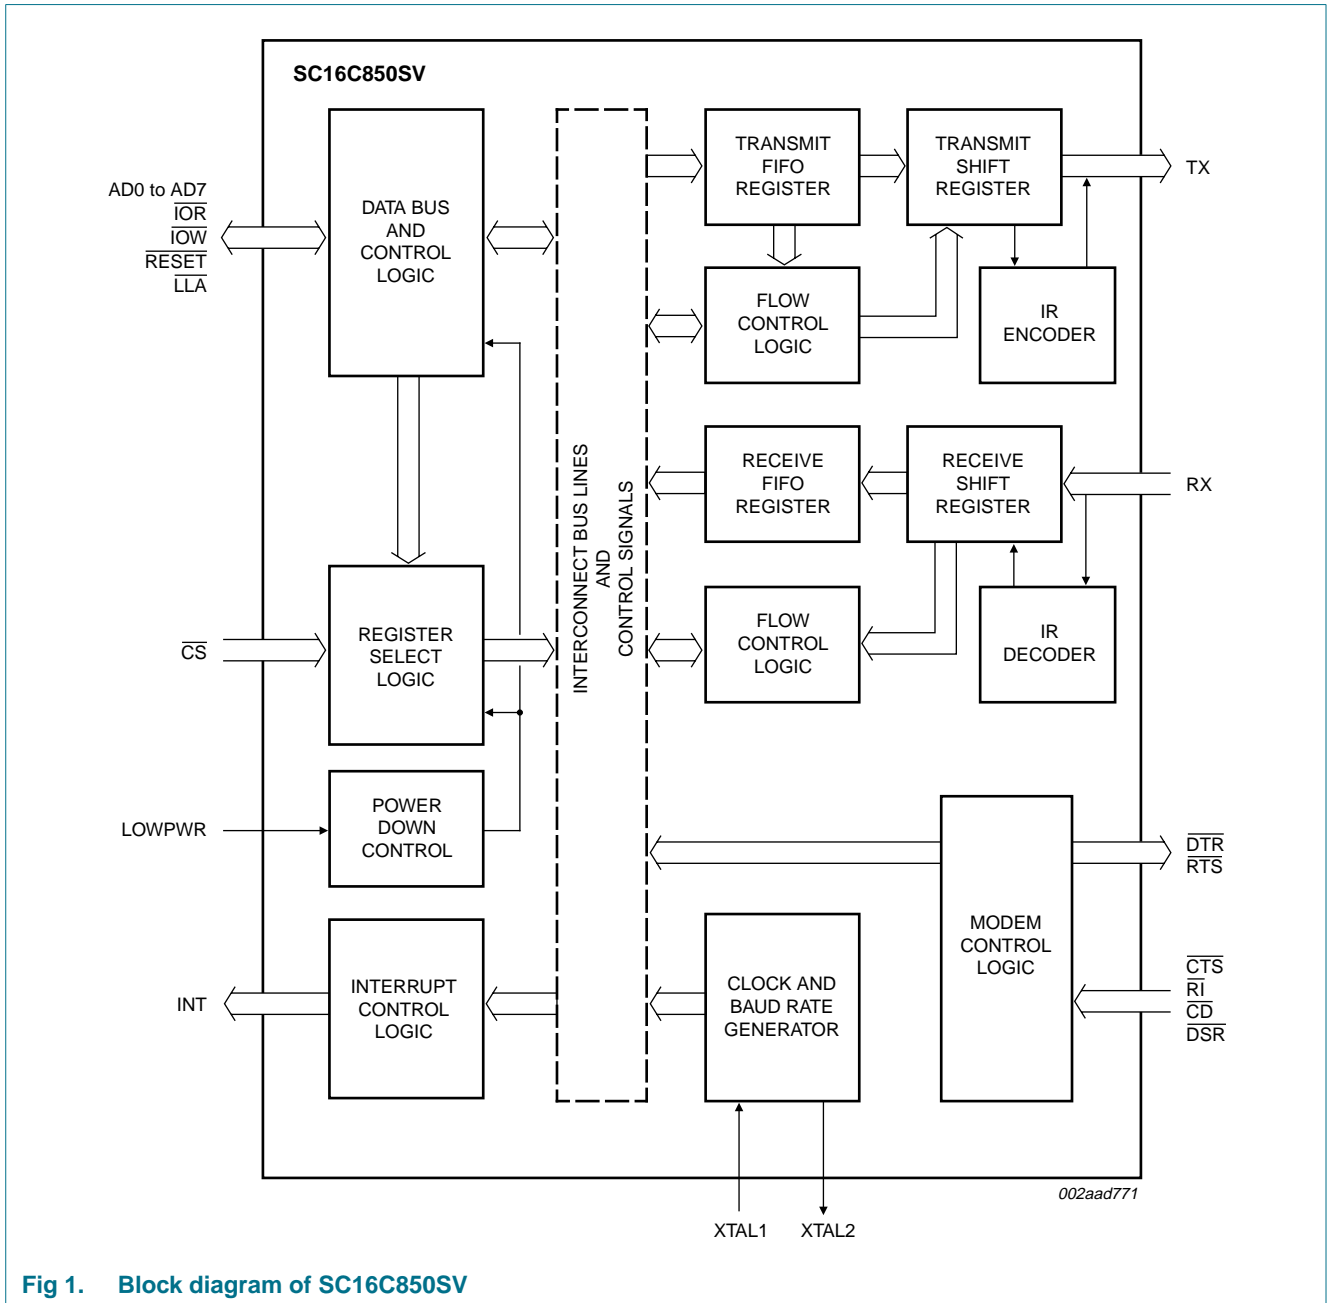 SC16C850SV
AD0 to AD7
IOR
IOW
RESET
LLA
DATA BUS
AND
CONTROL
LOGIC
TRANSMIT
FIFO
REGISTER
TRANSMIT
SHIFT
REGISTER
TX
FLOW
CONTROL
LOGIC
IR
ENCODER
INTERCONNECT BUS LINES
AND
CONTROL SIGNALS
RECEIVE
FIFO
REGISTER
RECEIVE
SHIFT
REGISTER
RX
CS
REGISTER
SELECT
LOGIC
FLOW
CONTROL
LOGIC
IR
DECODER
LOWPWR
POWER
DOWN
CONTROL
DTR
RTS
MODEM
CONTROL
LOGIC
INT
INTERRUPT
CONTROL
LOGIC
CLOCK AND
BAUD RATE
GENERATOR
CTS
RI
CD
DSR
002aad771
XTAL1
XTAL2
Fig 1. Block diagram of SC16C850SV